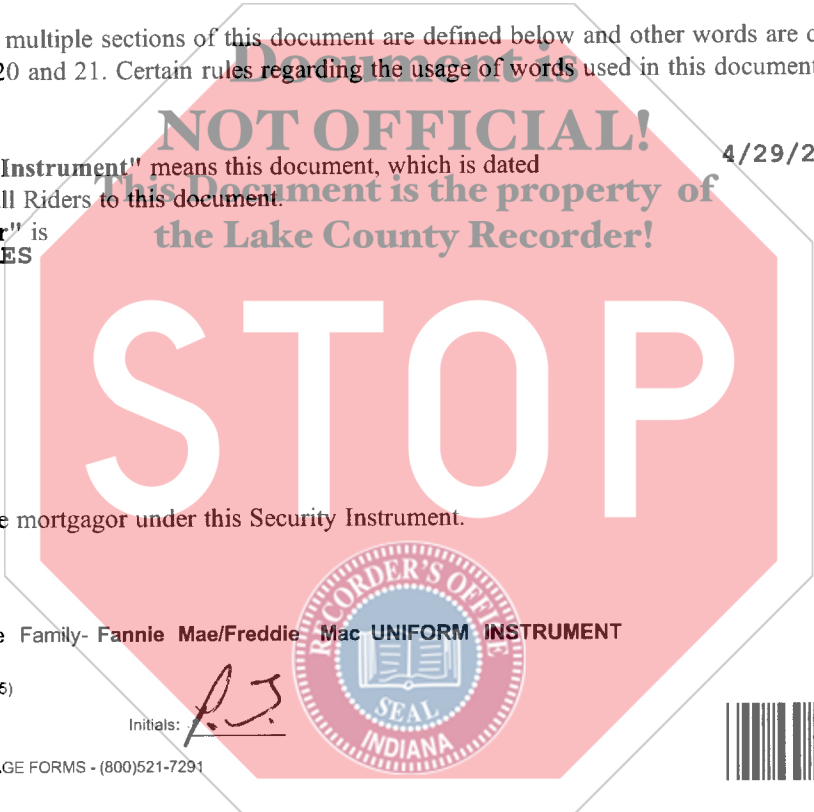 multiple sections of this document are defined below and other words are
20 and 21. Certain rules regarding the usage of words used in this document
Document is
NOT OFFICIAL!
This Document is the property of
the Lake County Recorder!
Instrument" means this document, which is dated 4/29/2
ll Riders to this document.
r" is
ES
STOP
e mortgagor under this Security Instrument.
RECORDER'S OFFICE
SEAL
INDIANA
e Family- Fannie Mae/Freddie Mac UNIFORM INSTRUMENT
5)
Initials: P.J.
GE FORMS - (800)521-7291